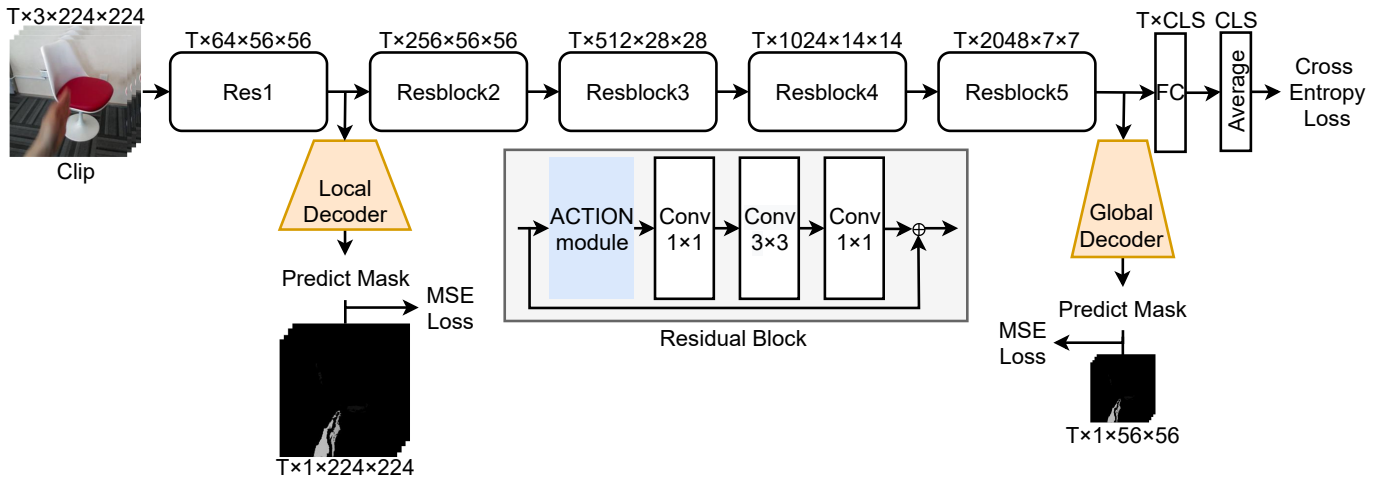 T×3×224×224
Clip
T×64×56×56
Res1
T×256×56×56
Resblock2
T×512×28×28
Resblock3
T×1024×14×14
Resblock4
T×2048×7×7
Resblock5
T×CLS
FC
CLS
Average
Cross
Entropy
Loss
Local
Decoder
Predict Mask
MSE
Loss
T×1×224×224
ACTION
module
Conv
1×1
Conv
3×3
Conv
1×1
Residual Block
Global
Decoder
Predict Mask
MSE
Loss
T×1×56×56